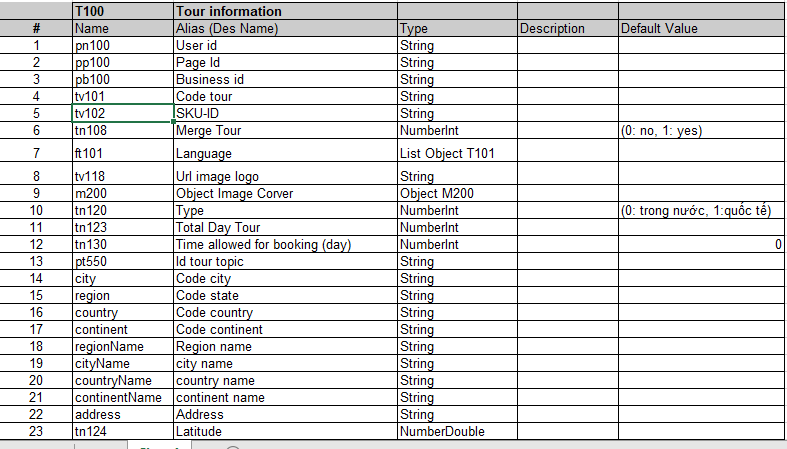 T100 Tour information
# Name Alias (Des Name) Type Description Default Value
1 pn100 User id String
2 pp100 Page Id String
3 pb100 Business id String
4 tv101 Code tour String
5 tv102 SKU-ID String
6 tn108 Merge Tour NumberInt (0: no, 1: yes)
7 ft101 Language List Object T101
8 tv118 Url image logo String
9 m200 Object Image Corver Object M200
10 tn120 Type NumberInt (0: trong nước, 1:quốc tế)
11 tn123 Total Day Tour NumberInt
12 tn130 Time allowed for booking (day) NumberInt 0
13 pt550 Id tour topic String
14 city Code city String
15 region Code state String
16 country Code country String
17 continent Code continent String
18 regionName Region name String
19 cityName city name String
20 countryName country name String
21 continentName continent name String
22 address Address String
23 tn124 Latitude NumberDouble